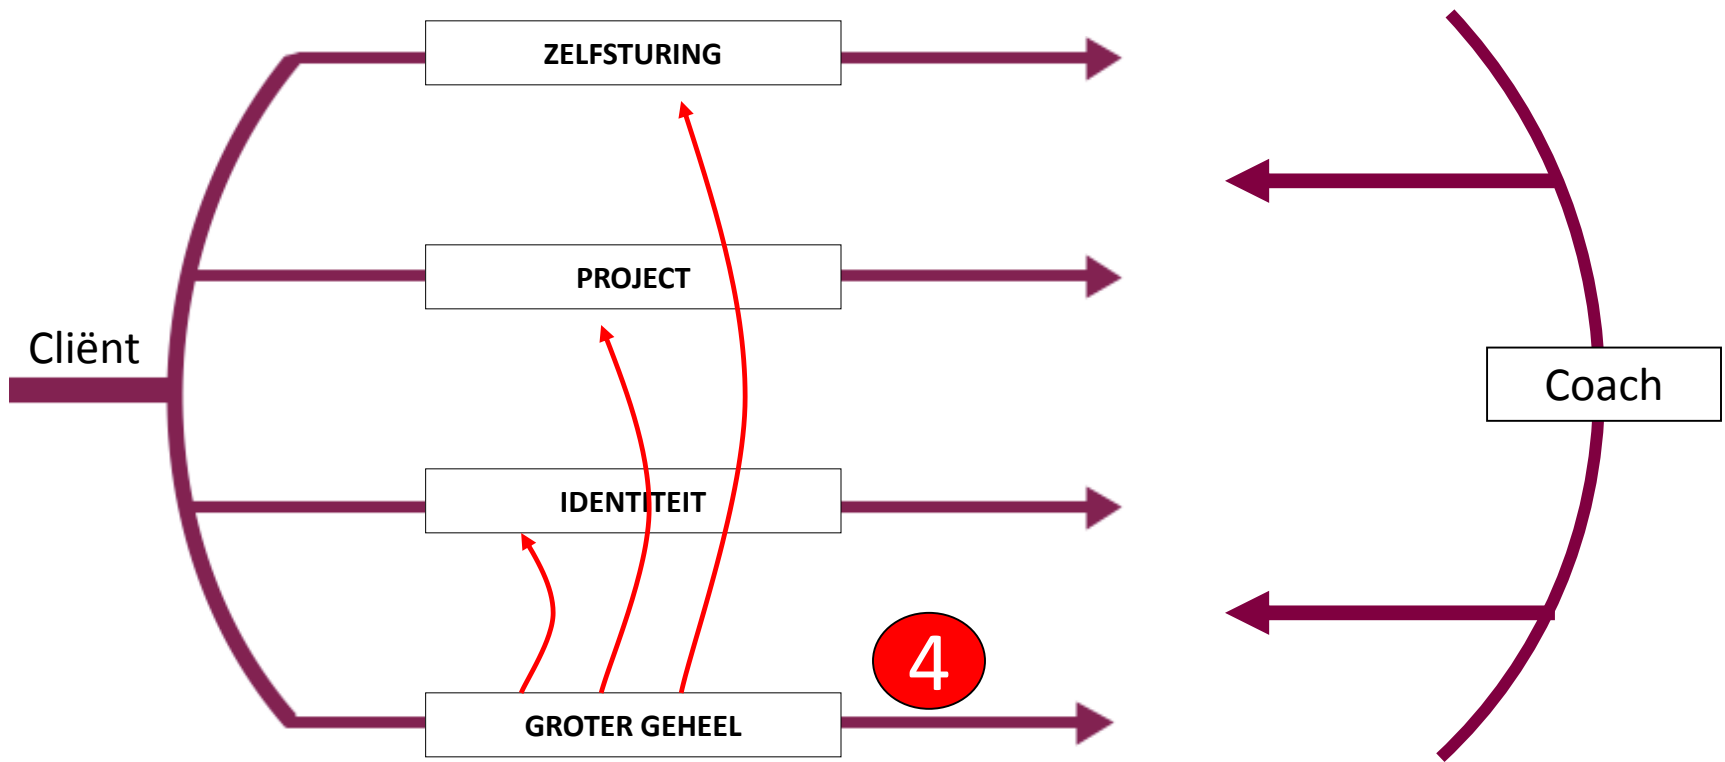 ZELFSTURING
PROJECT
Cliënt
Coach
IDENTITEIT
4
GROTER GEHEEL